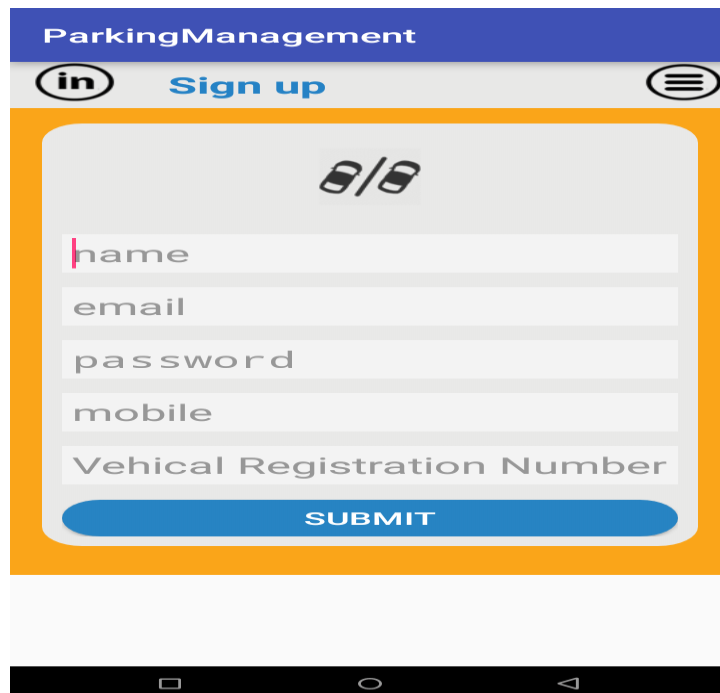 ParkingManagement
in Sign up
name
email
password
mobile
Vehical Registration Number
SUBMIT